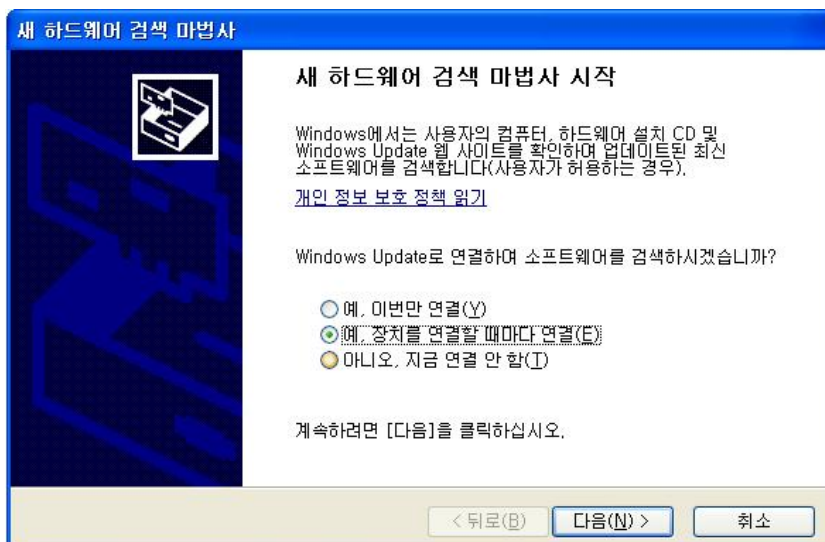 새 하드웨어 검색 마법사
새 하드웨어 검색 마법사 시작
Windows에서는 사용자의 컴퓨터, 하드웨어 설치 CD 및
Windows Update 웹 사이트를 확인하여 업데이트된 최신
소프트웨어를 검색합니다(사용자가 허용하는 경우).
개인 정보 보호 정책 읽기
Windows Update로 연결하여 소프트웨어를 검색하시겠습니까?
예, 이번만 연결(Y)
예, 장치를 연결할 때마다 연결(E)
아니오, 지금 연결 안 함(T)
계속하려면 [다음]을 클릭하십시오.
< 뒤로(B)
다음(N) >
취소